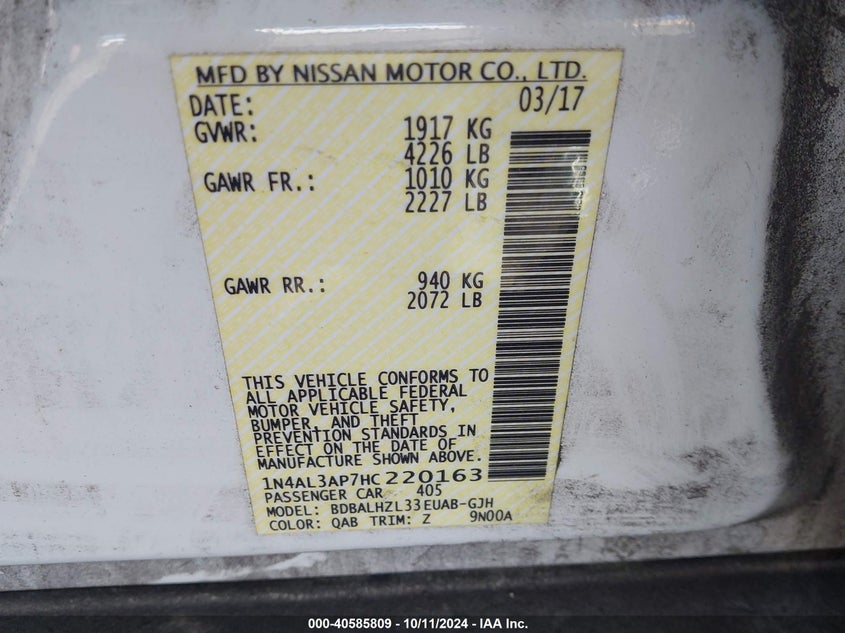 MFD BY NISSAN MOTOR CO., LTD.
DATE: 03/17
GVWR: 1917 KG
4226 LB
GAWR FR.: 1010 KG
2227 LB
GAWR RR.: 940 KG
2072 LB
THIS VEHICLE CONFORMS TO
ALL APPLICABLE FEDERAL
MOTOR VEHICLE SAFETY,
BUMPER, AND THEFT
PREVENTION STANDARDS IN
EFFECT ON THE DATE OF
MANUFACTURE SHOWN ABOVE.
1N4AL3AP7HC220163
PASSENGER CAR 405
MODEL: BDBALHZL33EUAB-GJH
COLOR: QAB TRIM: Z 9N00A
000-40585809 - 10/11/2024 - IAA Inc.